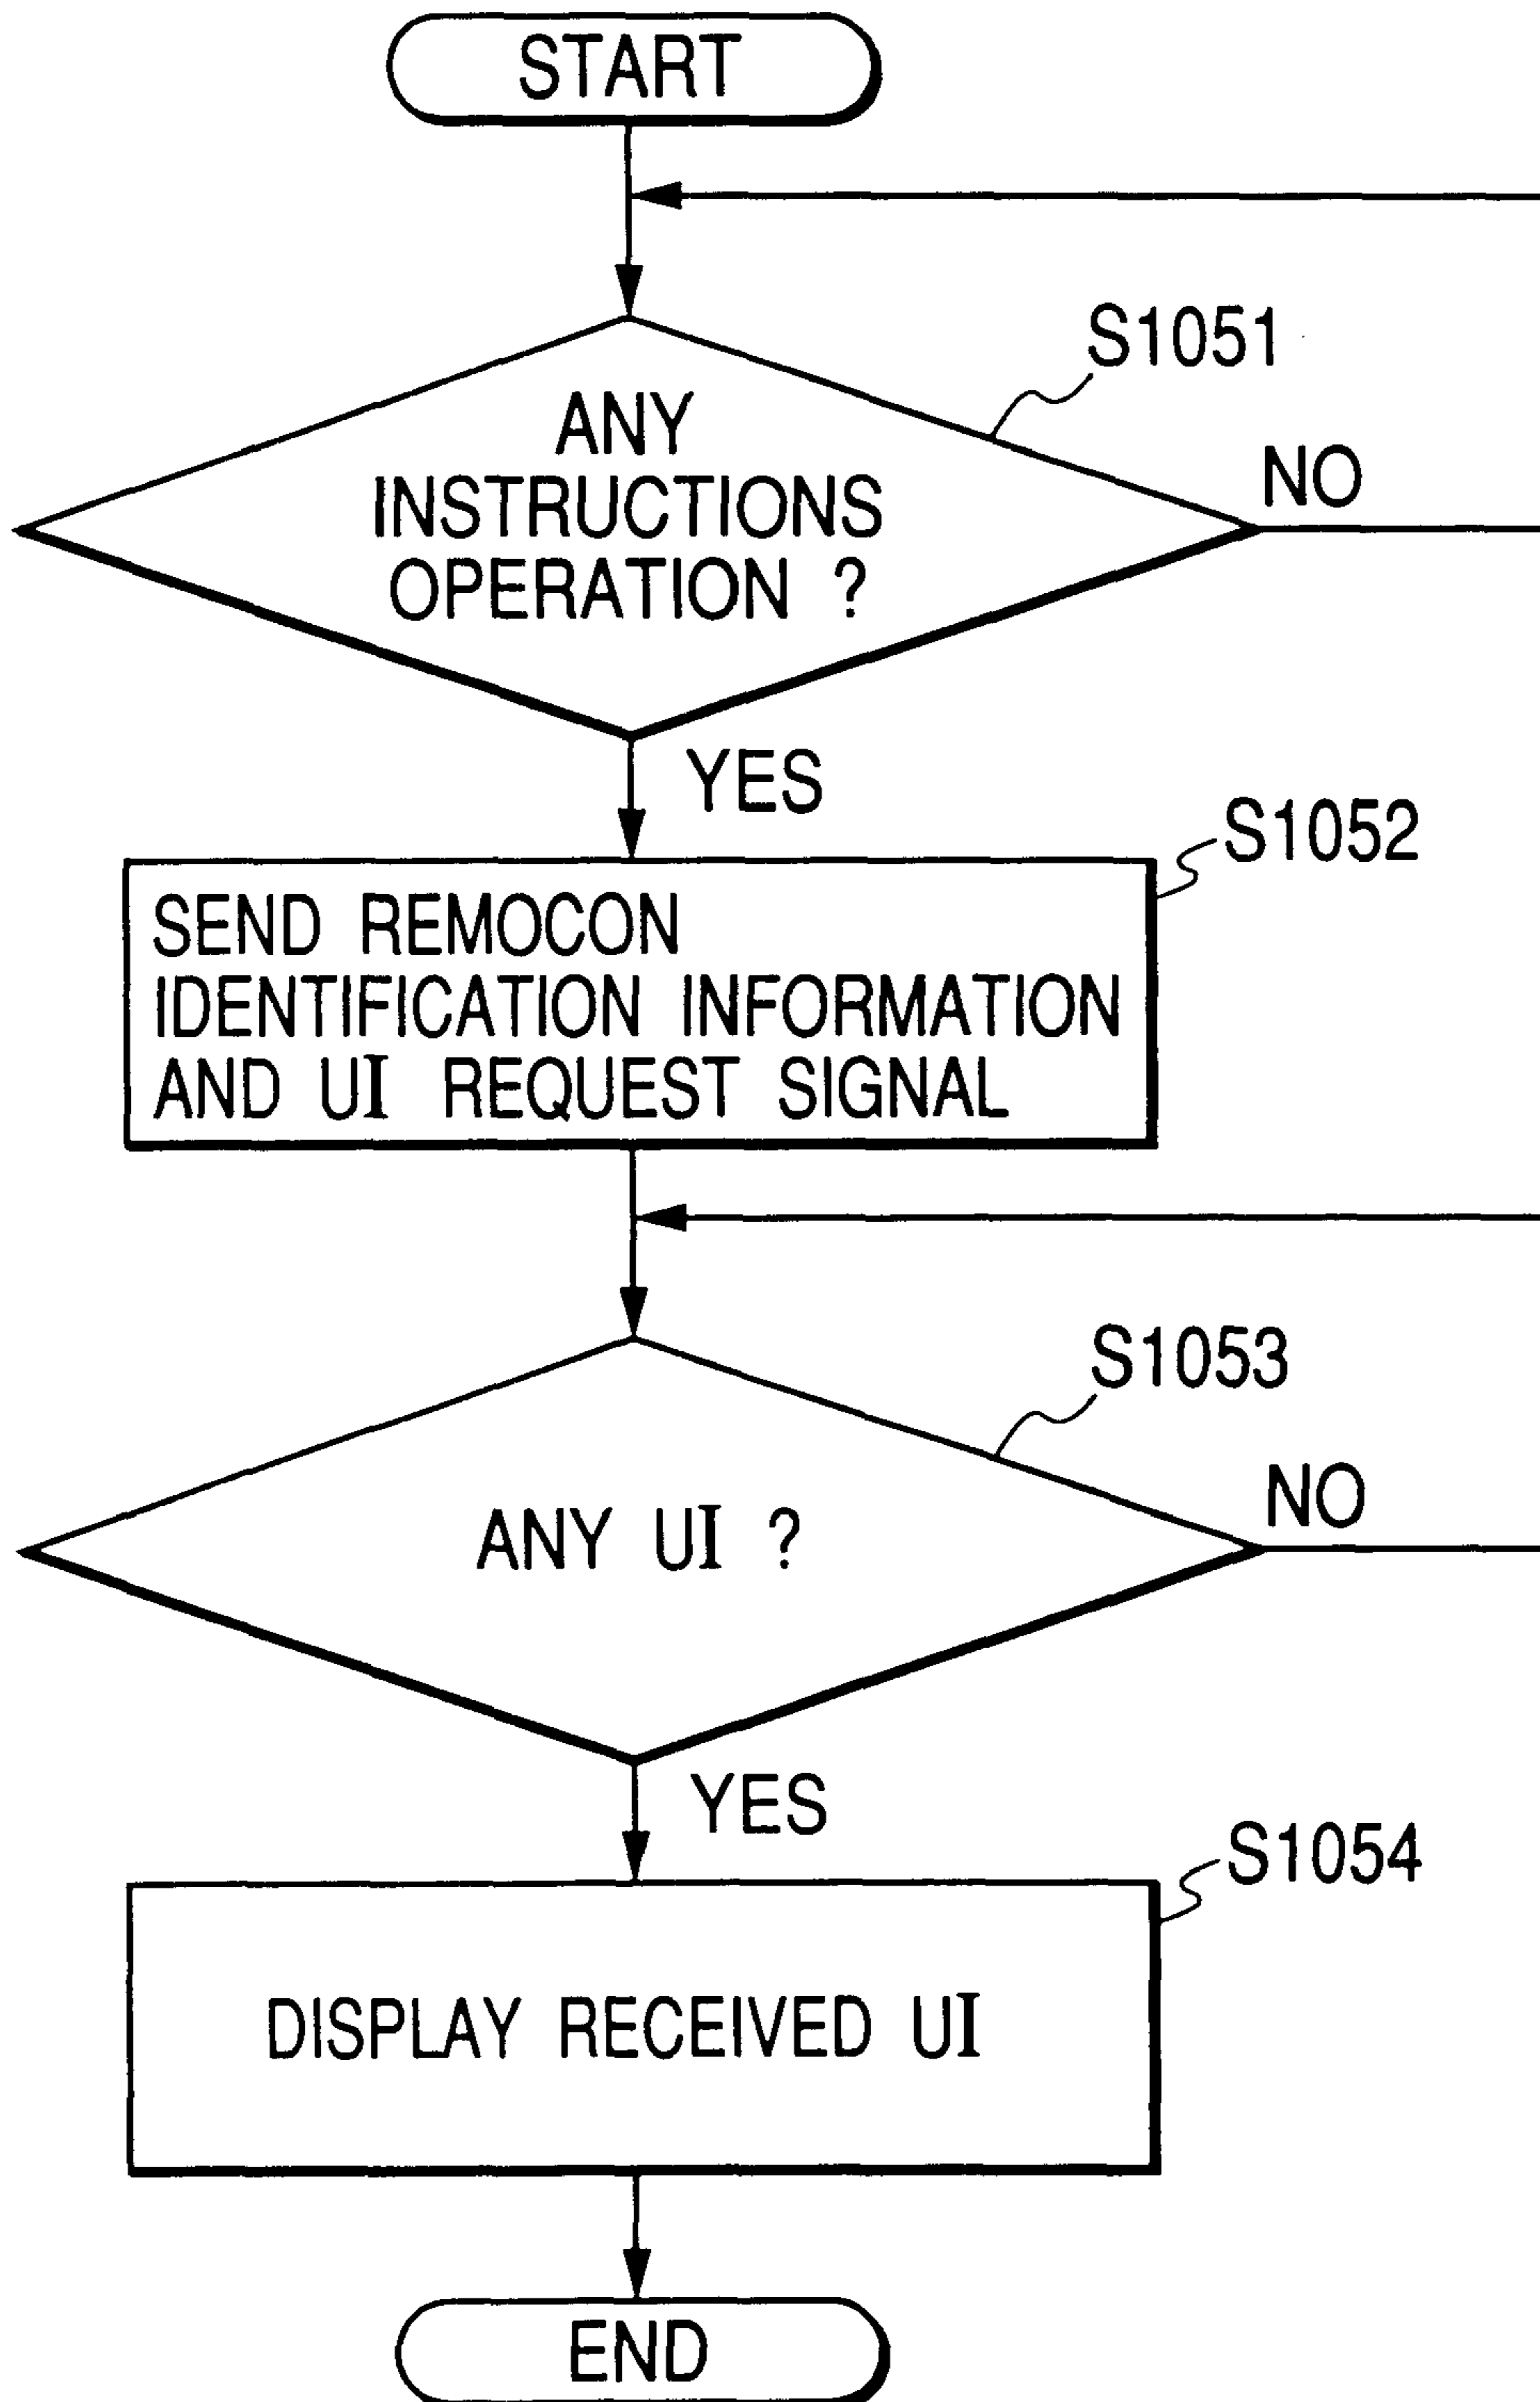 START
S1051
ANY
INSTRUCTIONS
OPERATION ?
NO
YES
S1052
SEND REMOCON
IDENTIFICATION INFORMATION
AND UI REQUEST SIGNAL
S1053
ANY UI ?
NO
YES
S1054
DISPLAY RECEIVED UI
END